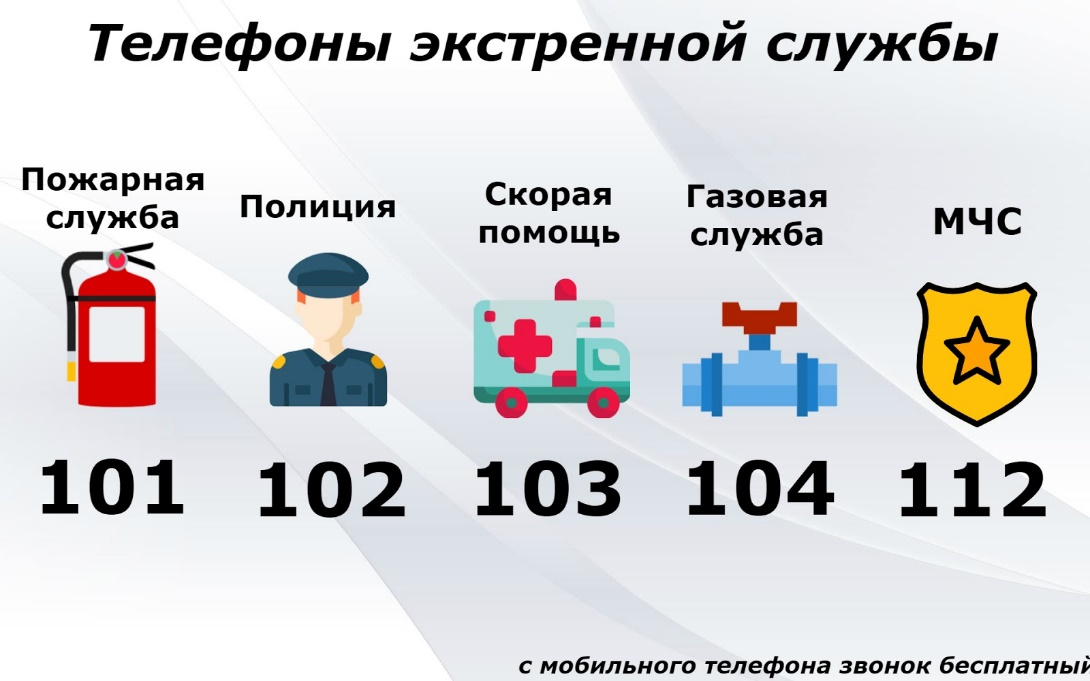 Телефоны экстренной службы
Пожарная
служба
Полиция
Скорая
помощь
Газовая
служба
МЧС
101
102
103
104
112
с мобильного телефона звонок бесплатный